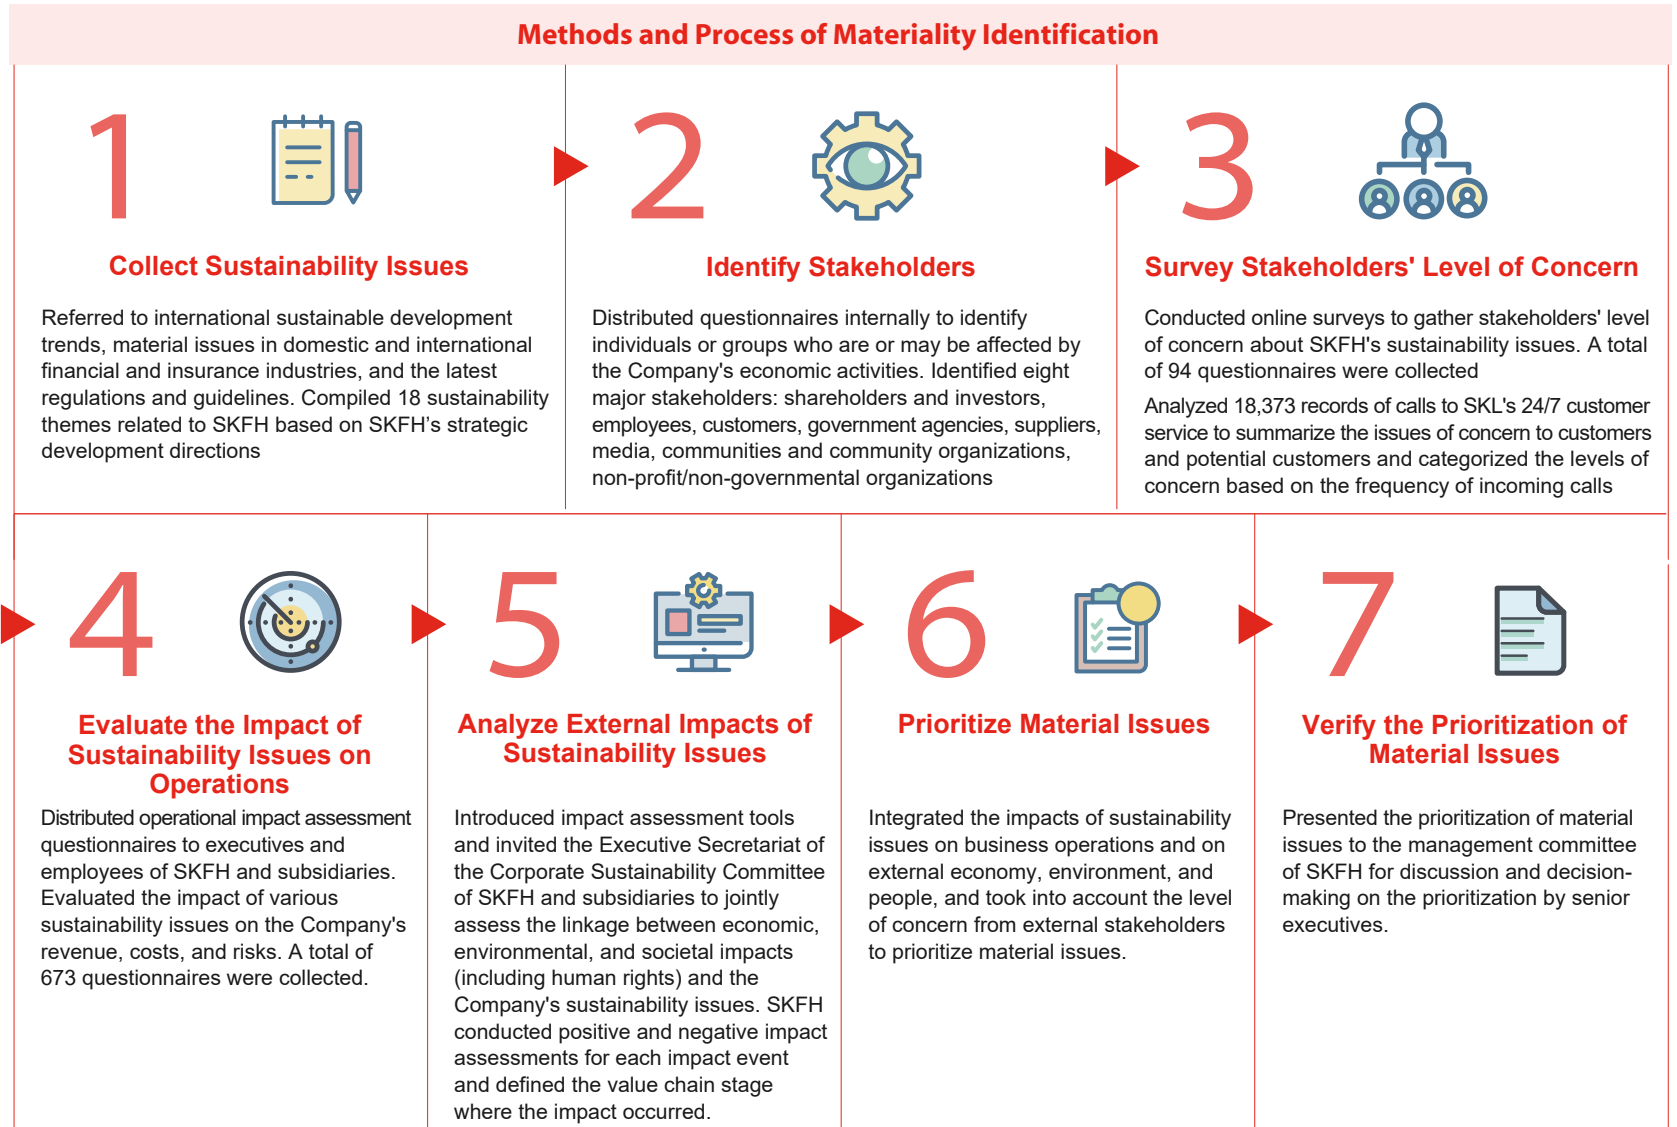 Methods and Process of Materiality Identification
1
Collect Sustainability Issues
Referred to international sustainable development
trends, material issues in domestic and international
financial and insurance industries, and the latest
regulations and guidelines. Compiled 18 sustainability
themes related to SKFH based on SKFH’s strategic
development directions
2
Identify Stakeholders
Distributed questionnaires internally to identify
individuals or groups who are or may be affected by
the Company's economic activities. Identified eight
major stakeholders: shareholders and investors,
employees, customers, government agencies, suppliers,
media, communities and community organizations,
non-profit/non-governmental organizations
3
Survey Stakeholders' Level of Concern
Conducted online surveys to gather stakeholders' level
of concern about SKFH's sustainability issues. A total
of 94 questionnaires were collected
Analyzed 18,373 records of calls to SKL's 24/7 customer
service to summarize the issues of concern to customers
and potential customers and categorized the levels of
concern based on the frequency of incoming calls
4
Evaluate the Impact of
Sustainability Issues on
Operations
Distributed operational impact assessment
questionnaires to executives and
employees of SKFH and subsidiaries.
Evaluated the impact of various
sustainability issues on the Company's
revenue, costs, and risks. A total of
673 questionnaires were collected.
5
Analyze External Impacts of
Sustainability Issues
Introduced impact assessment tools
and invited the Executive Secretariat of
the Corporate Sustainability Committee
of SKFH and subsidiaries to jointly
assess the linkage between economic,
environmental, and societal impacts
(including human rights) and the
Company's sustainability issues. SKFH
conducted positive and negative impact
assessments for each impact event
and defined the value chain stage
where the impact occurred.
6
Prioritize Material Issues
Integrated the impacts of sustainability
issues on business operations and on
external economy, environment, and
people, and took into account the level
of concern from external stakeholders
to prioritize material issues.
7
Verify the Prioritization of
Material Issues
Presented the prioritization of material
issues to the management committee
of SKFH for discussion and decision-
making on the prioritization by senior
executives.